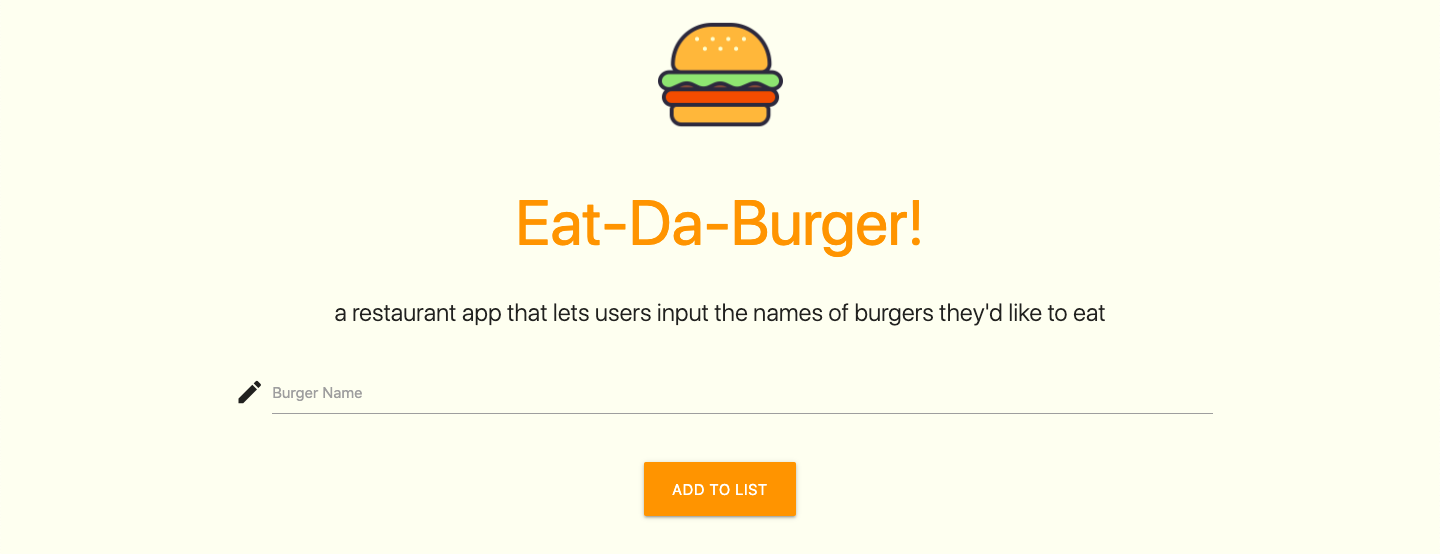 Eat-Da-Burger!
a restaurant app that lets users input the names of burgers they'd like to eat
Burger Name
ADD TO LIST